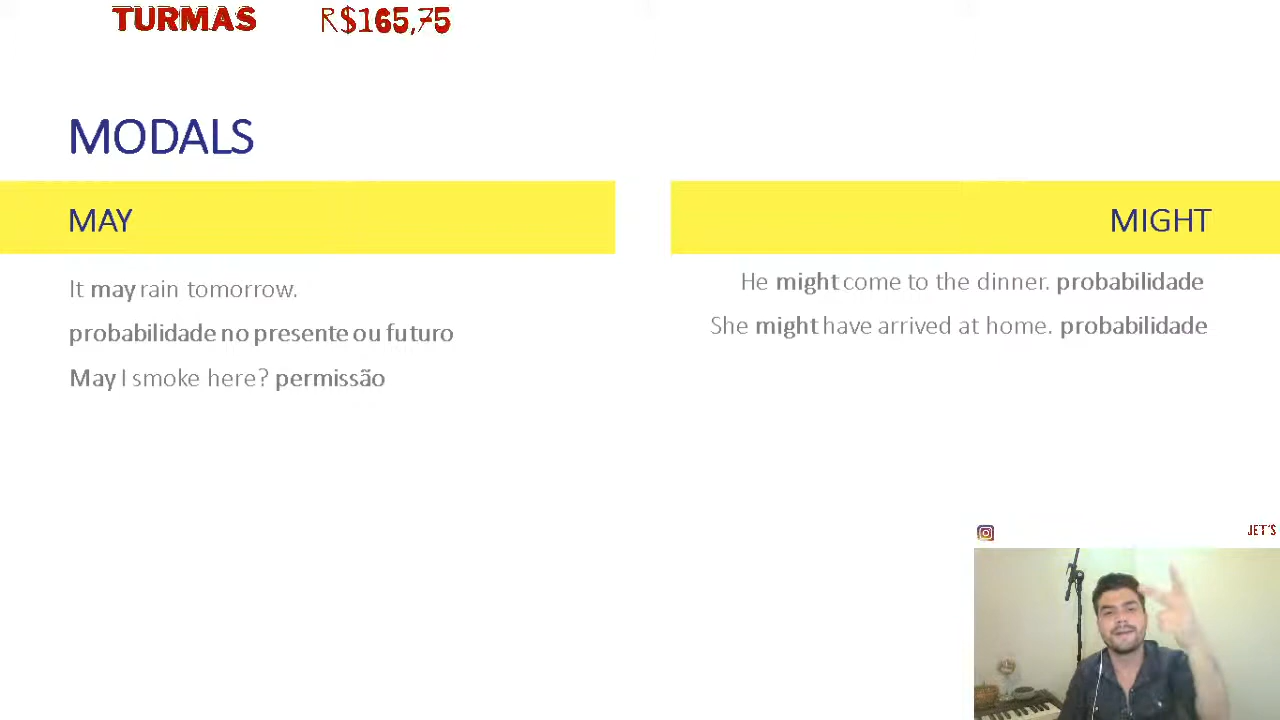 TURMAS R$165,75
MODALS
MAY
It may rain tomorrow.
probabilidade no presente ou futuro
May I smoke here? permissão
MIGHT
He might come to the dinner. probabilidade
She might have arrived at home. probabilidade
JET'S